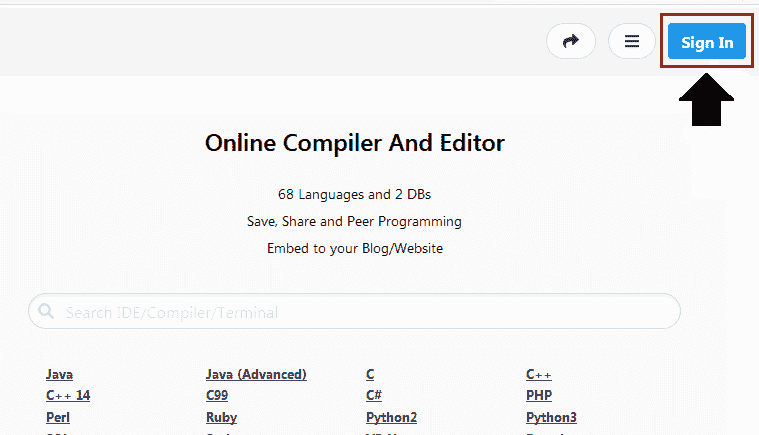 Sign In
Online Compiler And Editor
68 Languages and 2 DBs
Save, Share and Peer Programming
Embed to your Blog/Website
Search IDE/Compiler/Terminal
Java Java (Advanced) C C++
C++ 14 C99 C# PHP
Perl Ruby Python2 Python3